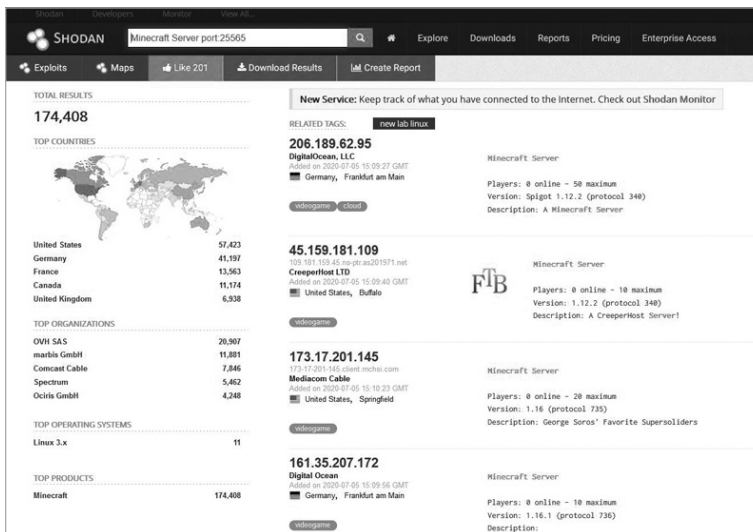 Shodan Developers Monitor View All...
SHODAN Minecraft Server port:25565 Explore Downloads Reports Pricing Enterprise Access
Exploits Maps Like 201 Download Results Create Report
TOTAL RESULTS
174,408
TOP COUNTRIES
United States 57,423
Germany 41,197
France 13,563
Canada 11,174
United Kingdom 6,938
TOP ORGANIZATIONS
OVH SAS 20,907
marbis GmbH 11,881
Comcast Cable 7,846
Spectrum 5,462
Ociris GmbH 4,248
TOP OPERATING SYSTEMS
Linux 3.x 11
TOP PRODUCTS
Minecraft 174,408
New Service: Keep track of what you have connected to the Internet. Check out Shodan Monitor
RELATED TAGS: new lab linux
206.189.62.95
DigitalOcean, LLC
Added on 2020-07-05 15:09:27 GMT
Germany, Frankfurt am Main
videogame cloud
Minecraft Server
Players: 0 online - 50 maximum
Version: Spigot 1.12.2 (protocol 340)
Description: A Minecraft Server
45.159.181.109
109.181.159.45.no-ptr.as201971.net
CreeperHost LTD
Added on 2020-07-05 15:09:40 GMT
United States, Buffalo
videogame
FTB
Minecraft Server
Players: 0 online - 10 maximum
Version: 1.12.2 (protocol 340)
Description: A CreeperHost Server!
173.17.201.145
173-17-201-145.client.mchsi.com
Mediacom Cable
Added on 2020-07-05 15:10:23 GMT
United States, Springfield
videogame
Minecraft Server
Players: 0 online - 20 maximum
Version: 1.16 (protocol 735)
Description: George Soros' Favorite Supersoliders
161.35.207.172
Digital Ocean
Added on 2020-07-05 15:09:56 GMT
Germany, Frankfurt am Main
videogame
Minecraft Server
Players: 0 online - 10 maximum
Version: 1.16.1 (protocol 736)
Description: